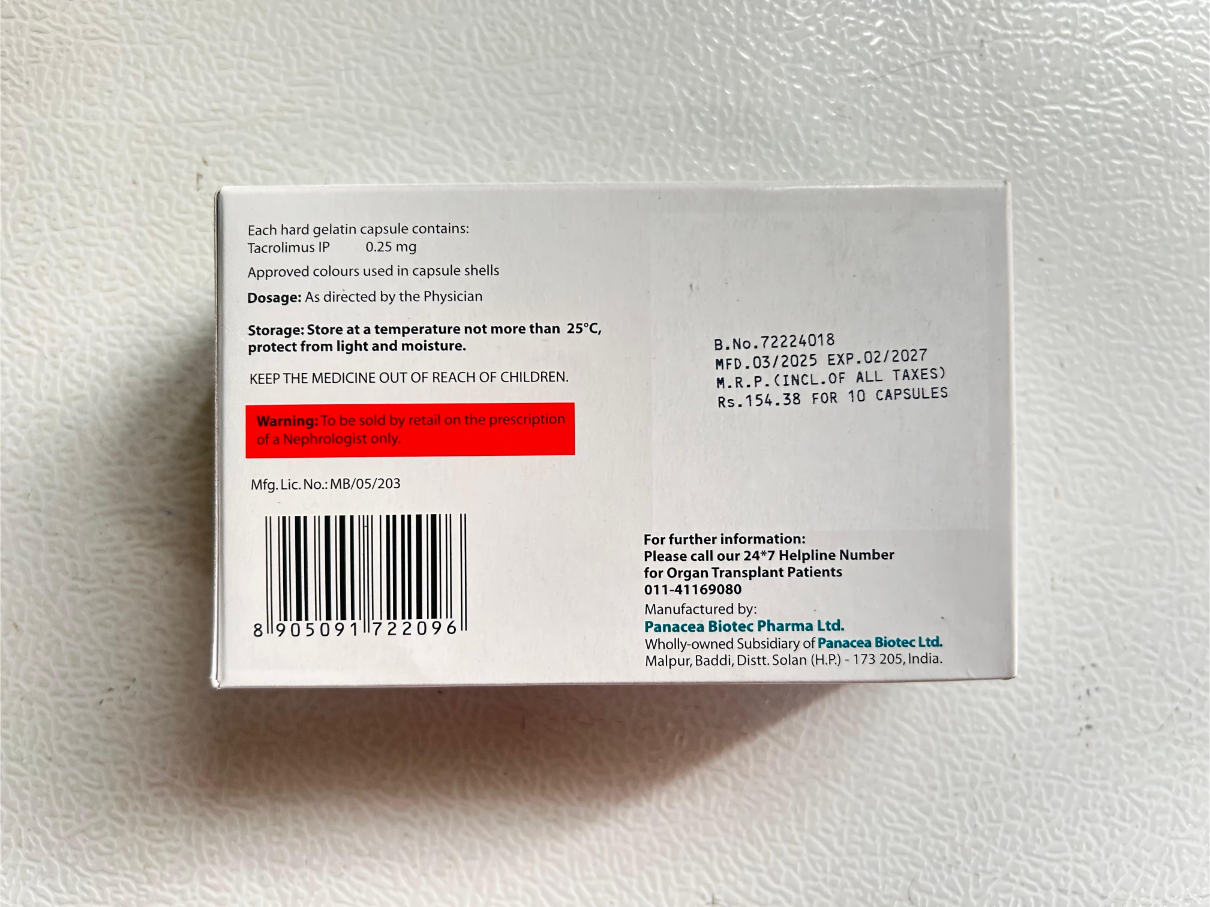 Each hard gelatin capsule contains:
Tacrolimus IP 0.25 mg
Approved colours used in capsule shells
Dosage: As directed by the Physician
Storage: Store at a temperature not more than 25°C,
protect from light and moisture.
KEEP THE MEDICINE OUT OF REACH OF CHILDREN.
Warning: To be sold by retail on the prescription
of a Nephrologist only.
Mfg. Lic. No.: MB/05/203
8 905091 722096
B.No.72224018
MFD.03/2025 EXP.02/2027
M.R.P.(INCL.OF ALL TAXES)
Rs.154.38 FOR 10 CAPSULES
For further information:
Please call our 24*7 Helpline Number
for Organ Transplant Patients
011-41169080
Manufactured by:
Panacea Biotec Pharma Ltd.
Wholly-owned Subsidiary of Panacea Biotec Ltd.
Malpur, Baddi, Distt. Solan (H.P.) - 173 205, India.